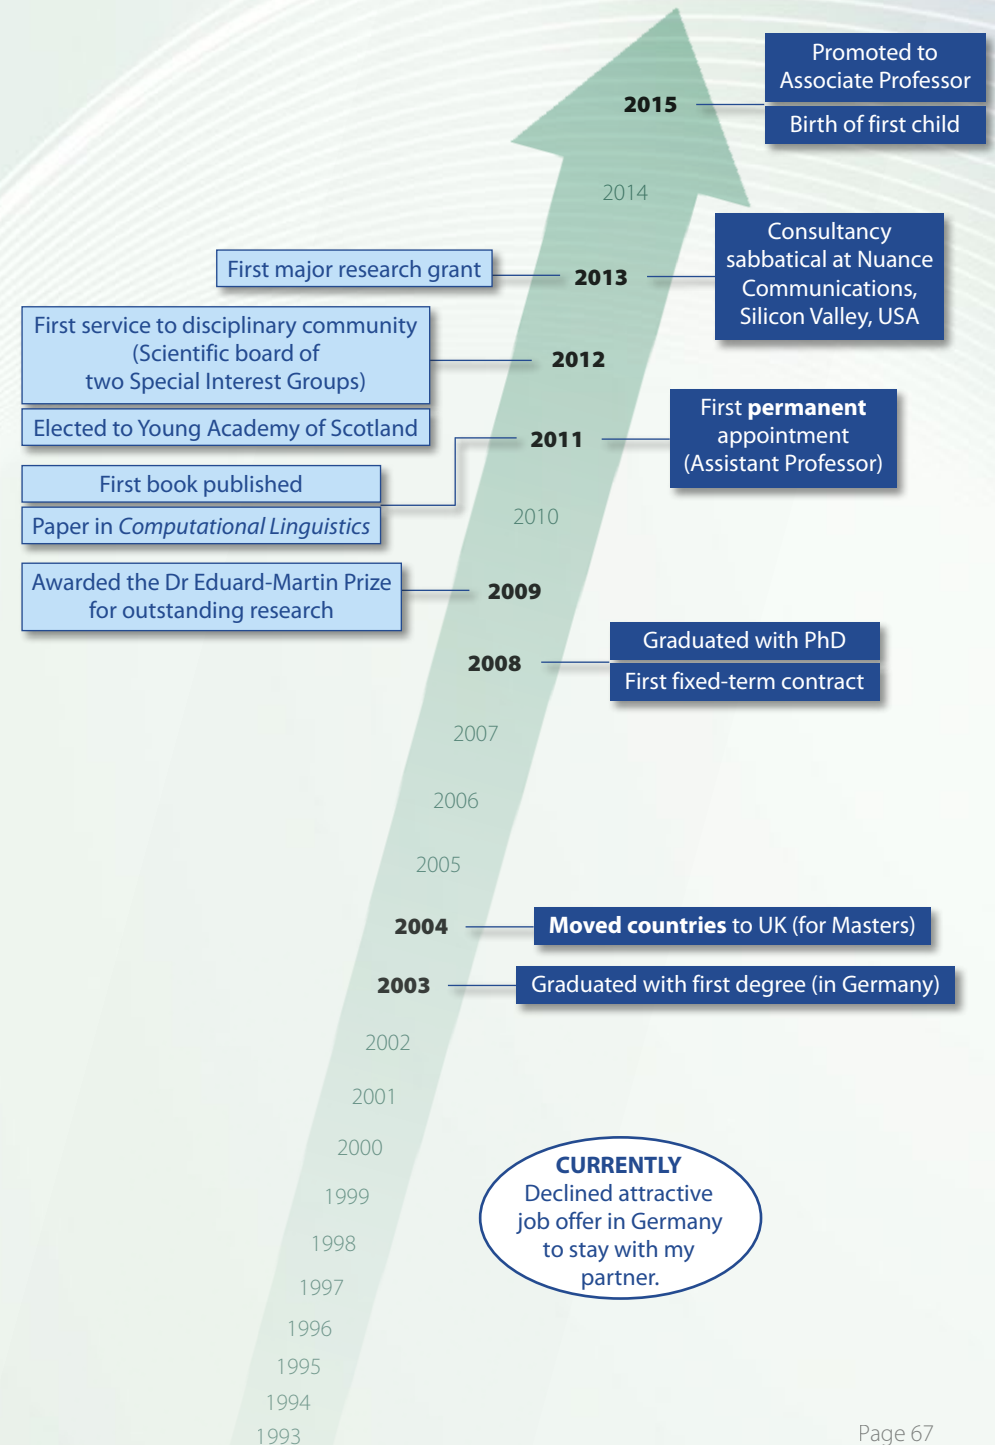 Promoted to
Associate Professor
2015
Birth of first child
2014
Consultancy
sabbatical at Nuance
Communications,
Silicon Valley, USA
First major research grant
2013
First service to disciplinary community
(Scientific board of
two Special Interest Groups)
2012
Elected to Young Academy of Scotland
First permanent
appointment
(Assistant Professor)
2011
First book published
Paper in Computational Linguistics
2010
Awarded the Dr Eduard-Martin Prize
for outstanding research
2009
Graduated with PhD
First fixed-term contract
2008
2007
2006
2005
2004
Moved countries to UK (for Masters)
2003
Graduated with first degree (in Germany)
2002
2001
2000
1999
1998
1997
1996
1995
1994
1993
CURRENTLY
Declined attractive
job offer in Germany
to stay with my
partner.
Page 67